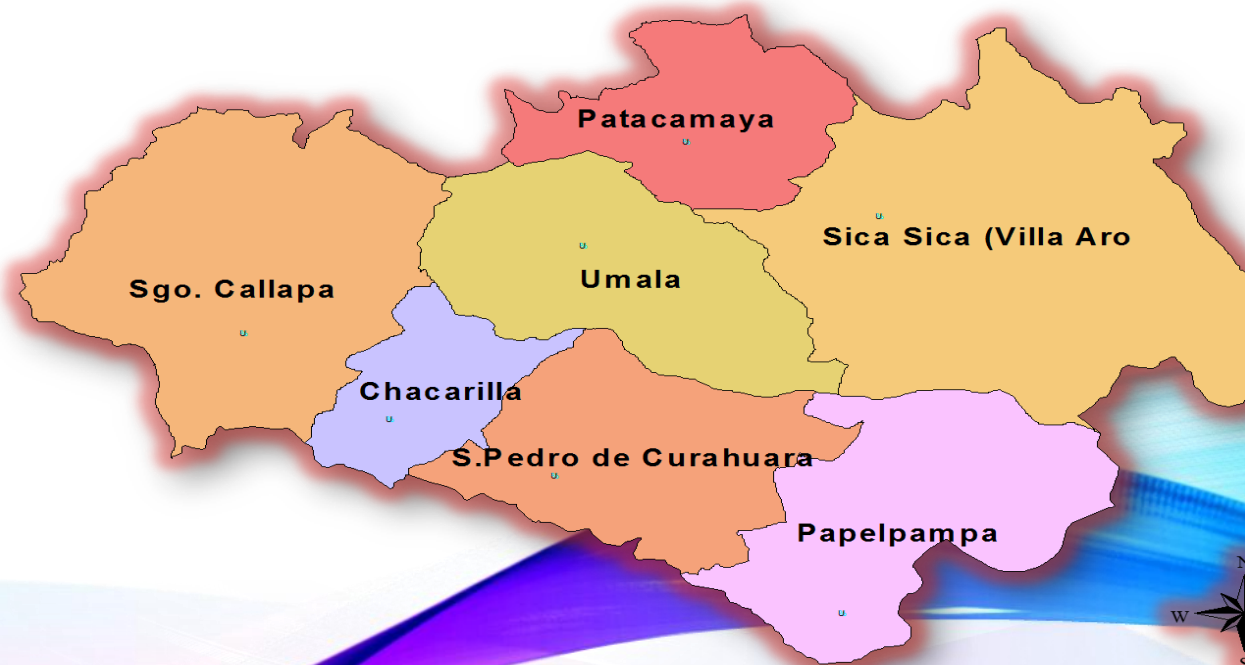 Patacamaya
Sica Sica (Villa Aro
Umala
Sgo. Callapa
Chacarilla
S.Pedro de Curahuara
Papelpampa
N
W
S